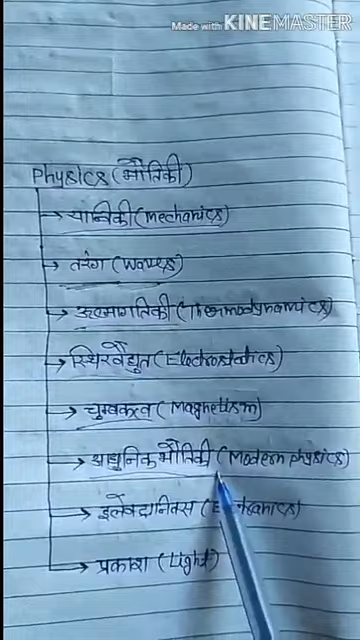 Made with KINEMASTER
Physics (भौतिकी)
यान्त्रिकी (mechanics)
तरंग (waves)
ऊष्मागतिकी (Thermodynamics)
स्थिरवैद्युत (Electrostatics)
चुम्बकत्व (Magnetism)
आधुनिक भौतिकी (Modern physics)
इलेक्ट्रानिक्स
प्रकाश (Light)